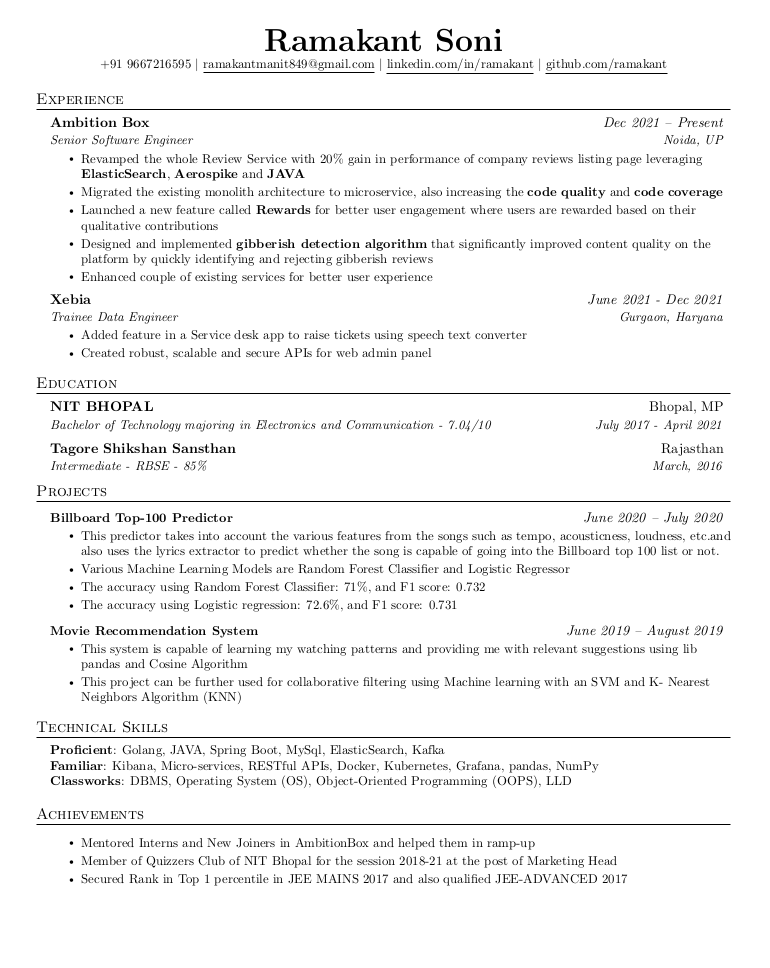 Ramakant Soni
+91 9667216595 | ramakantmanit849@gmail.com | linkedin.com/in/ramakant | github.com/ramakant
Experience
Ambition Box Dec 2021 – Present
Senior Software Engineer Noida, UP
• Revamped the whole Review Service with 20% gain in performance of company reviews listing page leveraging
ElasticSearch, Aerospike and JAVA
• Migrated the existing monolith architecture to microservice, also increasing the code quality and code coverage
• Launched a new feature called Rewards for better user engagement where users are rewarded based on their
qualitative contributions
• Designed and implemented gibberish detection algorithm that significantly improved content quality on the
platform by quickly identifying and rejecting gibberish reviews
• Enhanced couple of existing services for better user experience
Xebia June 2021 - Dec 2021
Trainee Data Engineer Gurgaon, Haryana
• Added feature in a Service desk app to raise tickets using speech text converter
• Created robust, scalable and secure APIs for web admin panel
Education
NIT BHOPAL Bhopal, MP
Bachelor of Technology majoring in Electronics and Communication - 7.04/10 July 2017 - April 2021
Tagore Shikshan Sansthan Rajasthan
Intermediate - RBSE - 85% March, 2016
Projects
Billboard Top-100 Predictor June 2020 – July 2020
• This predictor takes into account the various features from the songs such as tempo, acousticness, loudness, etc.and
also uses the lyrics extractor to predict whether the song is capable of going into the Billboard top 100 list or not.
• Various Machine Learning Models are Random Forest Classifier and Logistic Regressor
• The accuracy using Random Forest Classifier: 71%, and F1 score: 0.732
• The accuracy using Logistic regression: 72.6%, and F1 score: 0.731
Movie Recommendation System June 2019 – August 2019
• This system is capable of learning my watching patterns and providing me with relevant suggestions using lib
pandas and Cosine Algorithm
• This project can be further used for collaborative filtering using Machine learning with an SVM and K- Nearest
Neighbors Algorithm (KNN)
Technical Skills
Proficient: Golang, JAVA, Spring Boot, MySql, ElasticSearch, Kafka
Familiar: Kibana, Micro-services, RESTful APIs, Docker, Kubernetes, Grafana, pandas, NumPy
Classworks: DBMS, Operating System (OS), Object-Oriented Programming (OOPS), LLD
Achievements
• Mentored Interns and New Joiners in AmbitionBox and helped them in ramp-up
• Member of Quizzers Club of NIT Bhopal for the session 2018-21 at the post of Marketing Head
• Secured Rank in Top 1 percentile in JEE MAINS 2017 and also qualified JEE-ADVANCED 2017